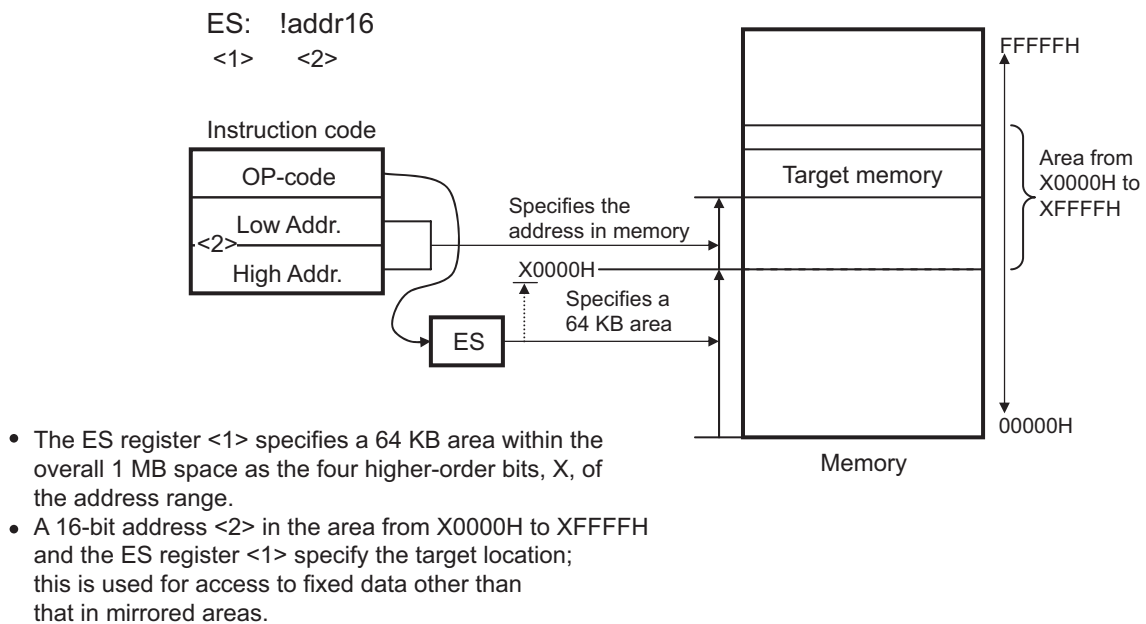 ES: !addr16
<1> <2>
Instruction code
OP-code
Low Addr.
<2>
High Addr.
ES
Specifies the
address in memory
X0000H
Specifies a
64 KB area
Target memory
Memory
FFFFFH
Area from
X0000H to
XFFFFH
00000H
• The ES register <1> specifies a 64 KB area within the
overall 1 MB space as the four higher-order bits, X, of
the address range.
• A 16-bit address <2> in the area from X0000H to XFFFFH
and the ES register <1> specify the target location;
this is used for access to fixed data other than
that in mirrored areas.